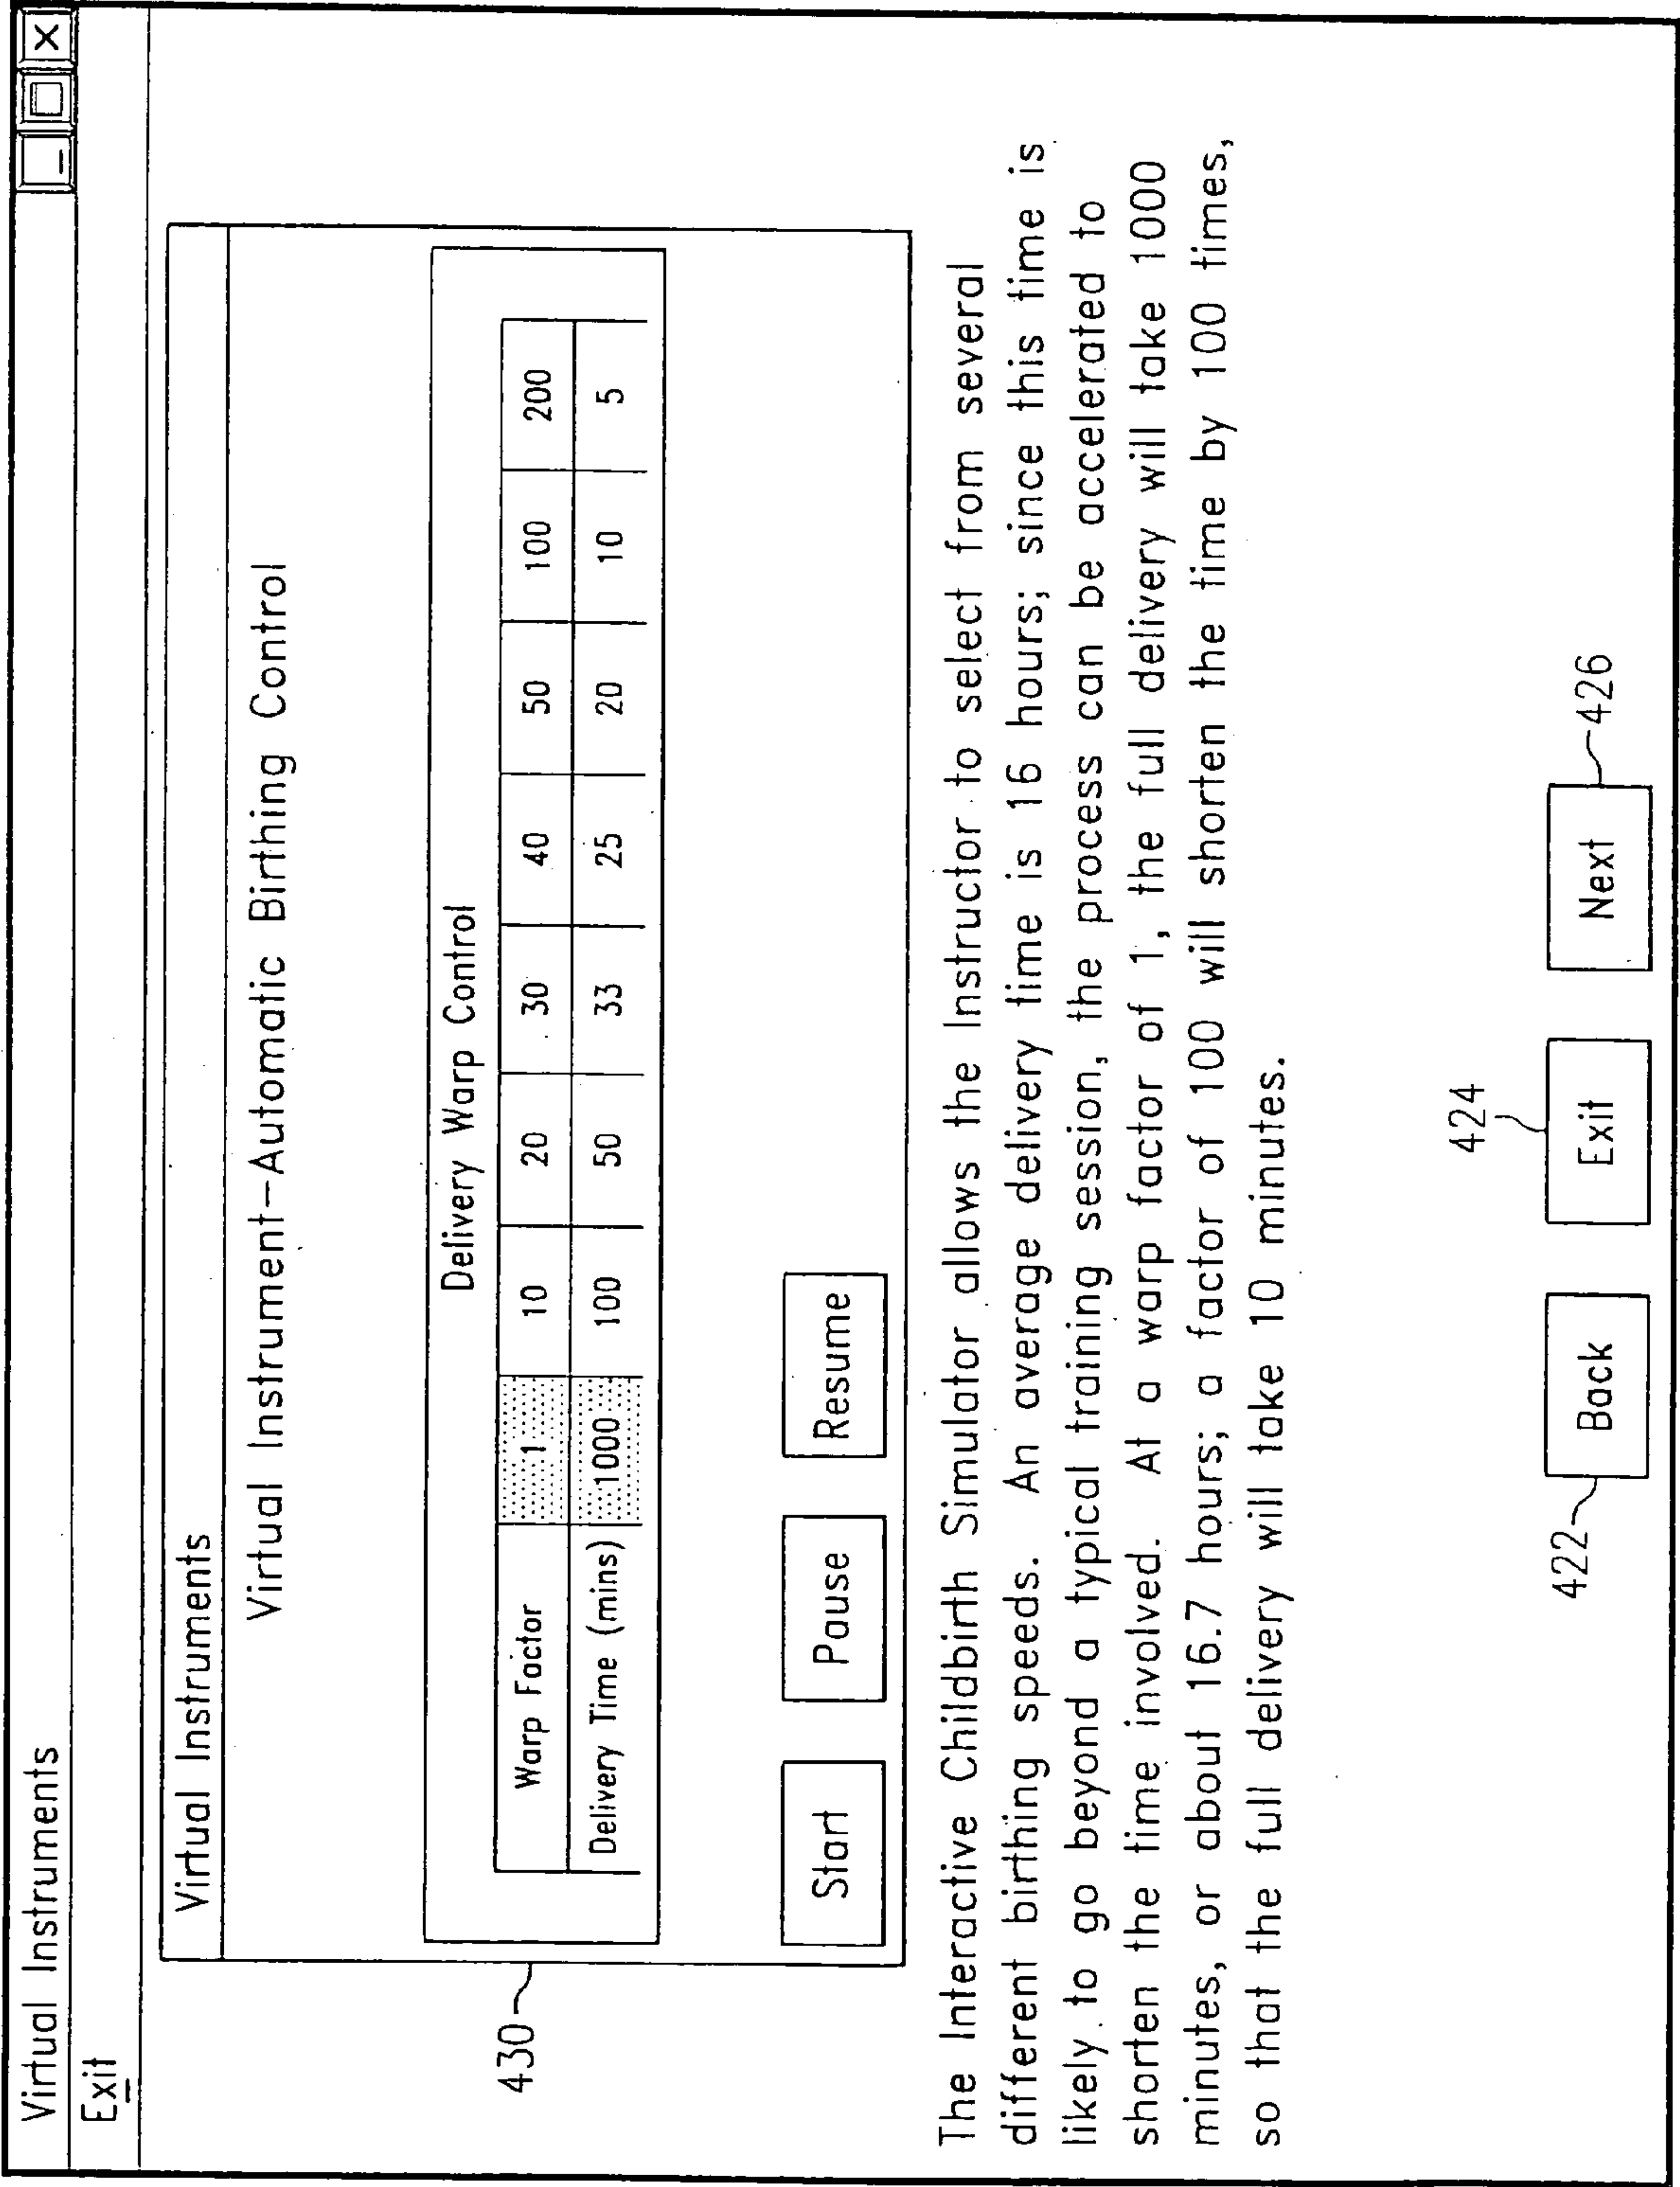 Virtual Instruments
Exit
Virtual Instruments
Virtual Instrument-Automatic Birthing Control
Delivery Warp Control
Warp Factor 1 10 20 30 40 50 100 200
Delivery Time (mins) 1000 100 50 33 25 20 10 5
430
Start Pause Resume
The Interactive Childbirth Simulator allows the Instructor to select from several
different birthing speeds. An average delivery time is 16 hours; since this time is
likely to go beyond a typical training session, the process can be accelerated to
shorten the time involved. At a warp factor of 1, the full delivery will take 1000
minutes, or about 16.7 hours; a factor of 100 will shorten the time by 100 times,
so that the full delivery will take 10 minutes.
424
422 Back Exit Next 426